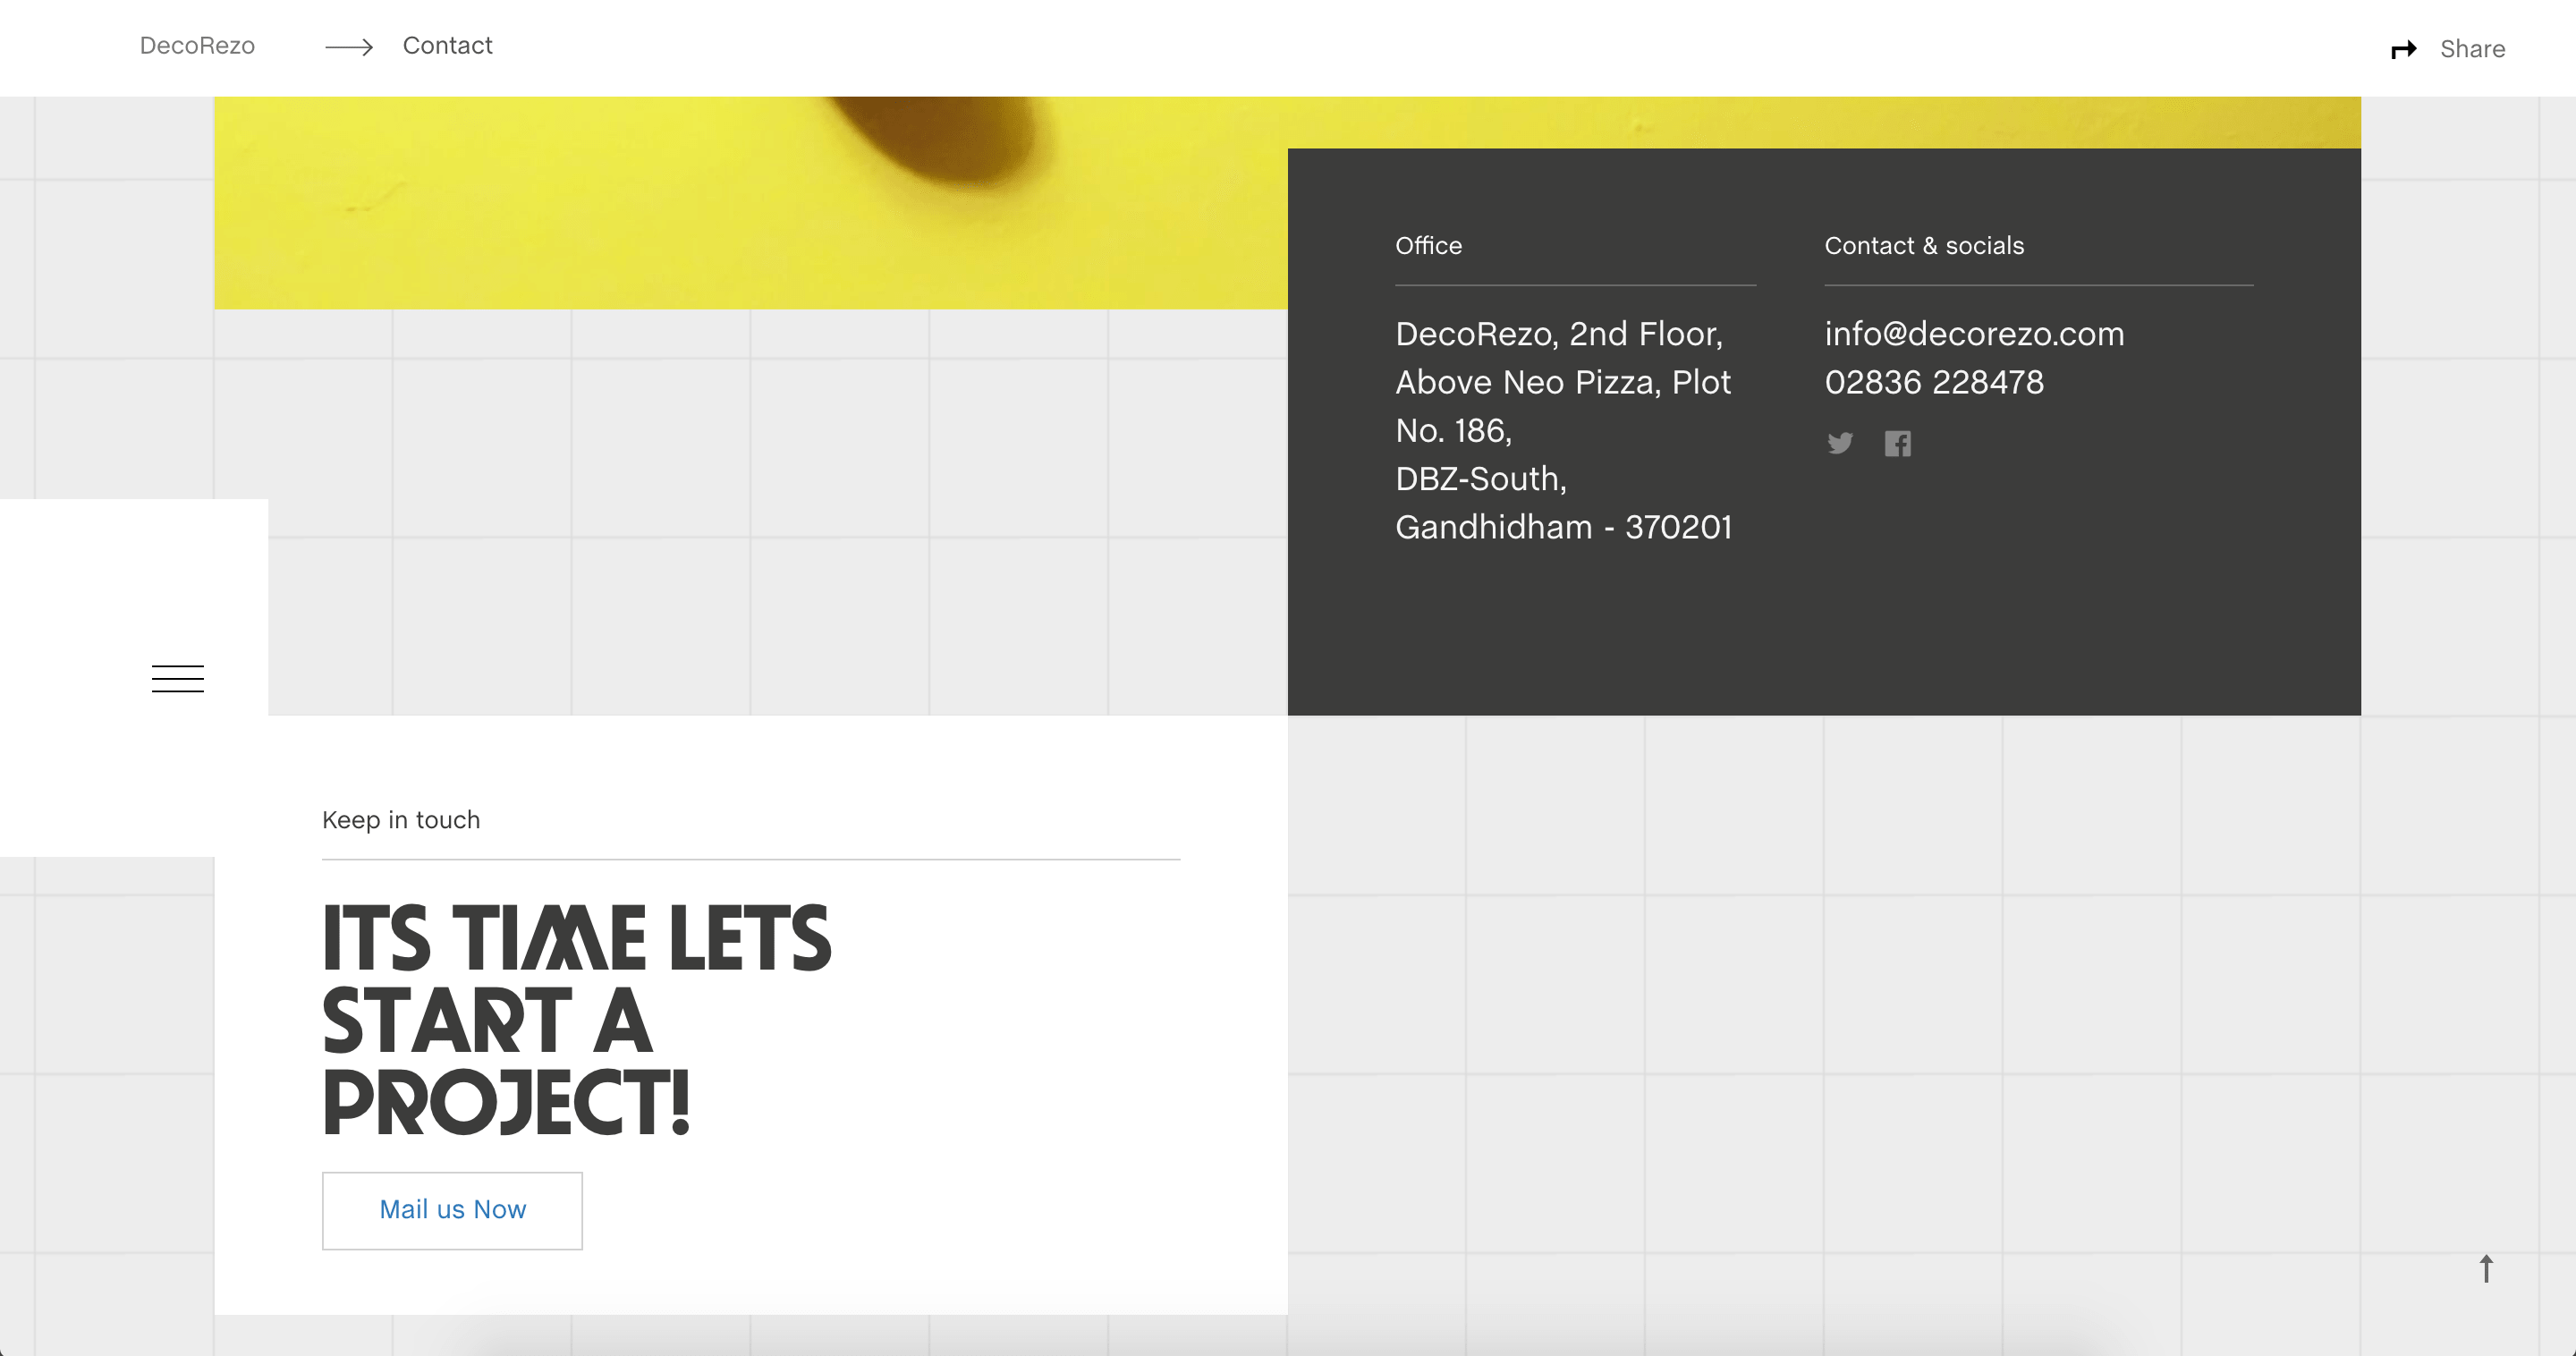 DecoRezo
Contact
Share
Office
DecoRezo, 2nd Floor,
Above Neo Pizza, Plot
No. 186,
DBZ-South,
Gandhidham - 370201
Contact & socials
info@decorezo.com
02836 228478
Keep in touch
ITS TIME LETS
START A
PROJECT!
Mail us Now